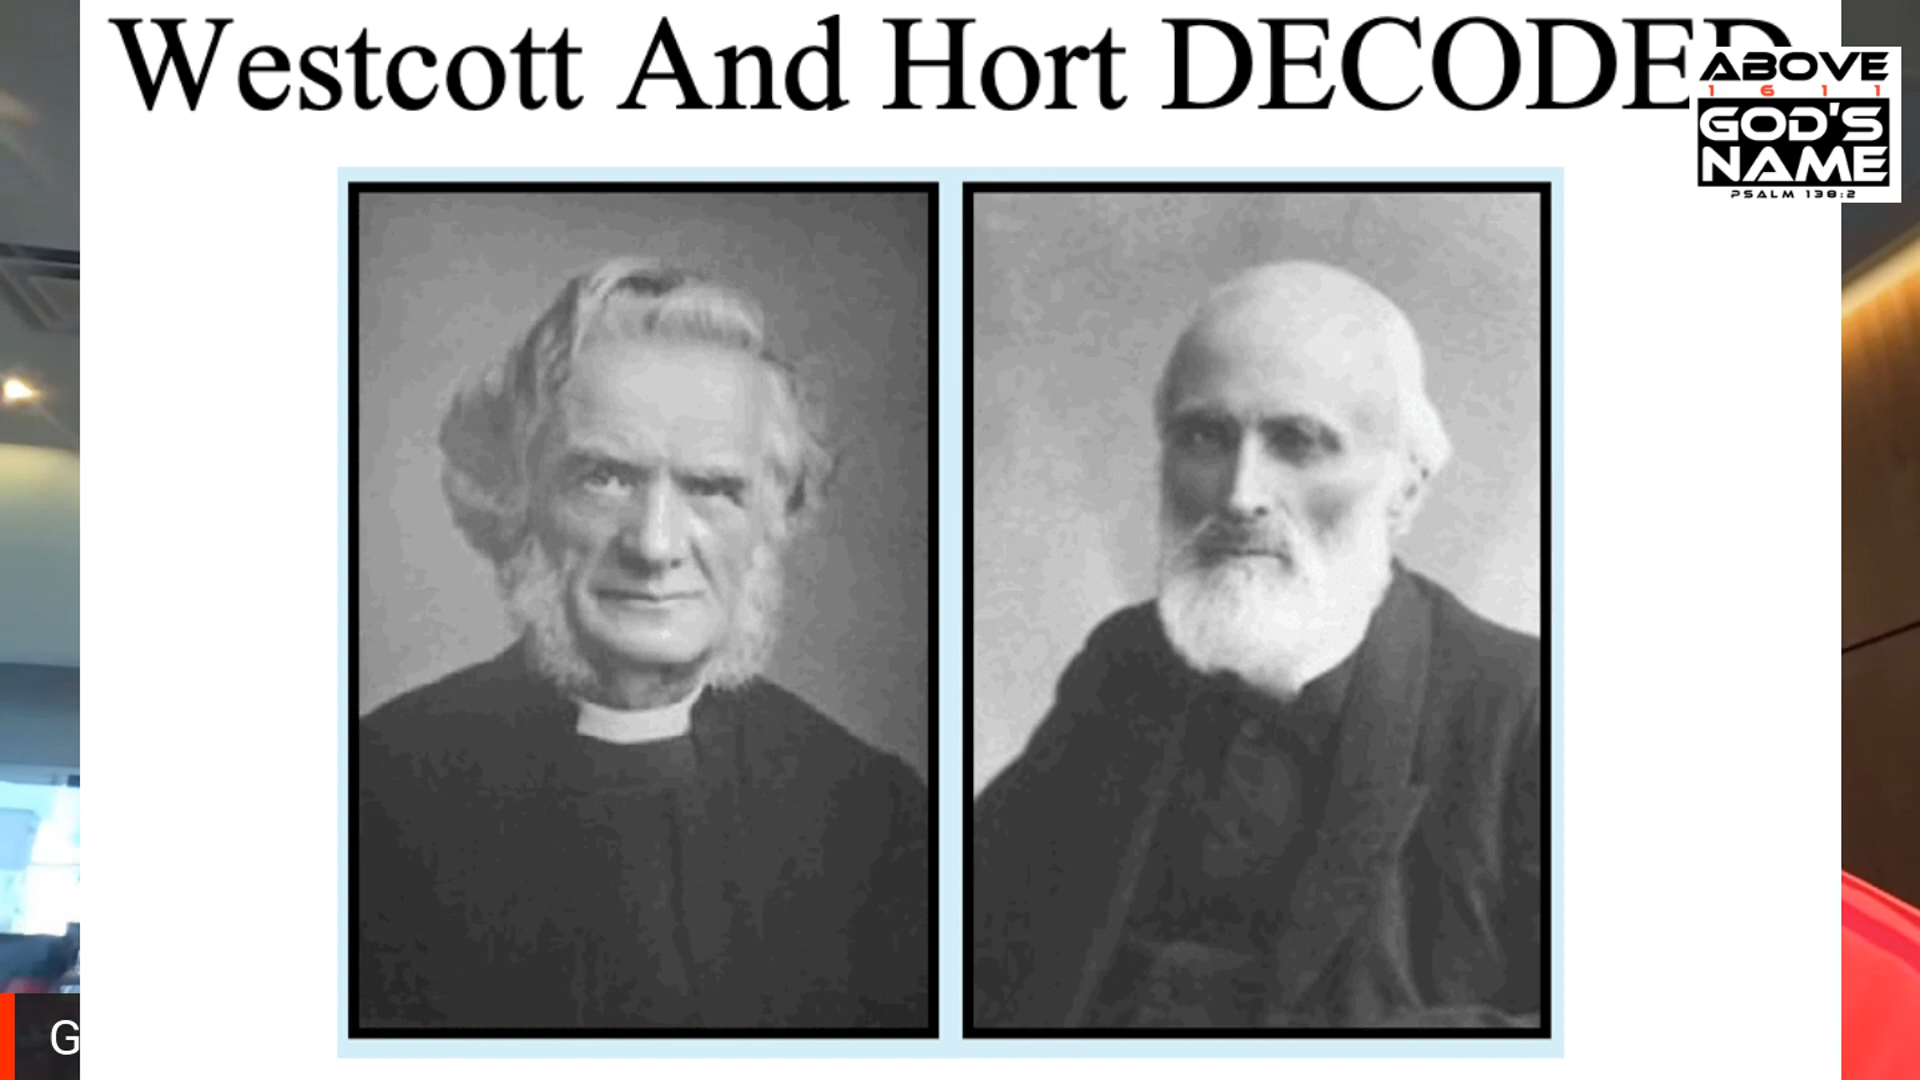 Westcott And Hort DECODED
ABOVE
1611
GOD'S
NAME
PSALM 138:2
G